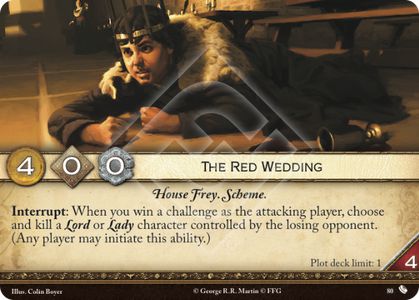 4 0 0 THE RED WEDDING
House Frey. Scheme.
Interrupt: When you win a challenge as the attacking player, choose
and kill a Lord or Lady character controlled by the losing opponent.
(Any player may initiate this ability.)
Plot deck limit: 1
4
Illus. Colin Boyer © George R.R. Martin © FFG 80